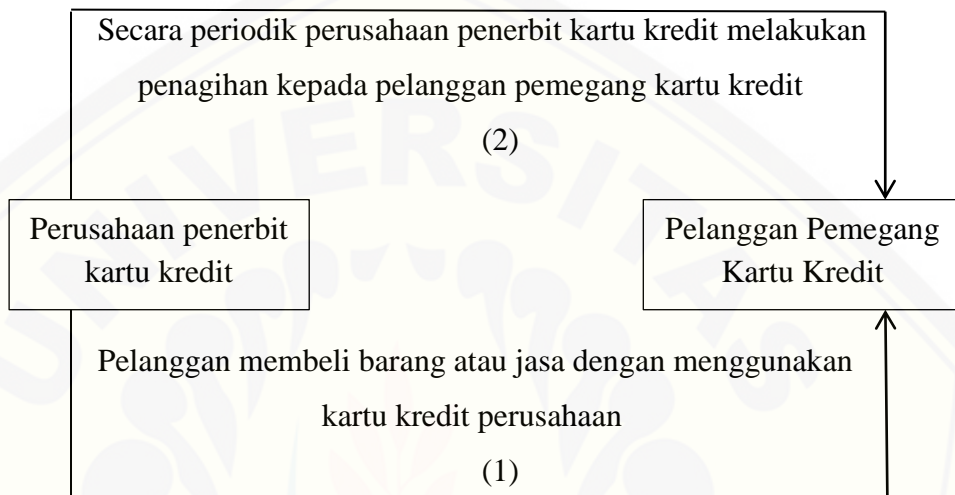 Secara periodik perusahaan penerbit kartu kredit melakukan
penagihan kepada pelanggan pemegang kartu kredit
(2)
Perusahaan penerbit
kartu kredit
Pelanggan Pemegang
Kartu Kredit
Pelanggan membeli barang atau jasa dengan menggunakan
kartu kredit perusahaan
(1)
UNIVERSITAS